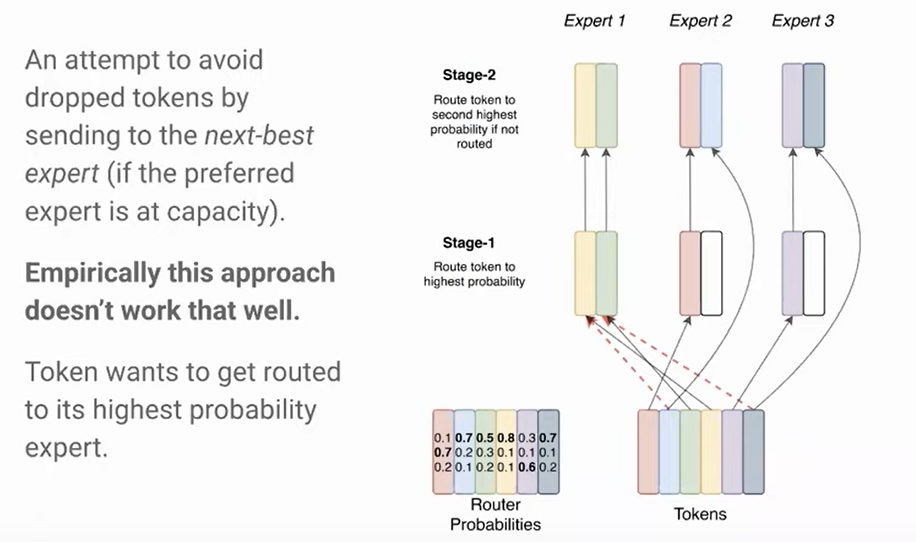 An attempt to avoid
dropped tokens by
sending to the next-best
expert (if the preferred
expert is at capacity).
Empirically this approach
doesn't work that well.
Token wants to get routed
to its highest probability
expert.
Expert 1 Expert 2 Expert 3
Stage-2
Route token to
second highest
probability if not
routed
Stage-1
Route token to
highest probability
0.1 0.7 0.5 0.8 0.3 0.7
0.7 0.2 0.3 0.1 0.1 0.1
0.2 0.1 0.2 0.1 0.6 0.2
Router
Probabilities
Tokens